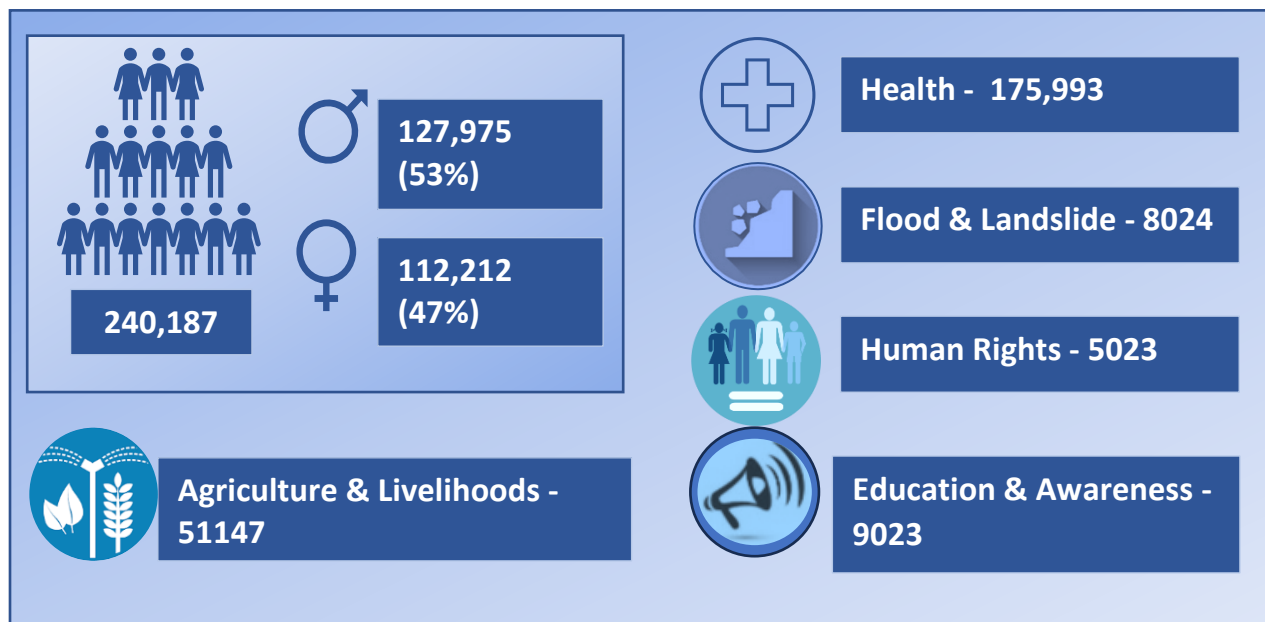 127,975
(53%)
112,212
(47%)
240,187
Agriculture & Livelihoods -
51147
Health -  175,993
Flood & Landslide - 8024
Human Rights - 5023
Education & Awareness -
9023